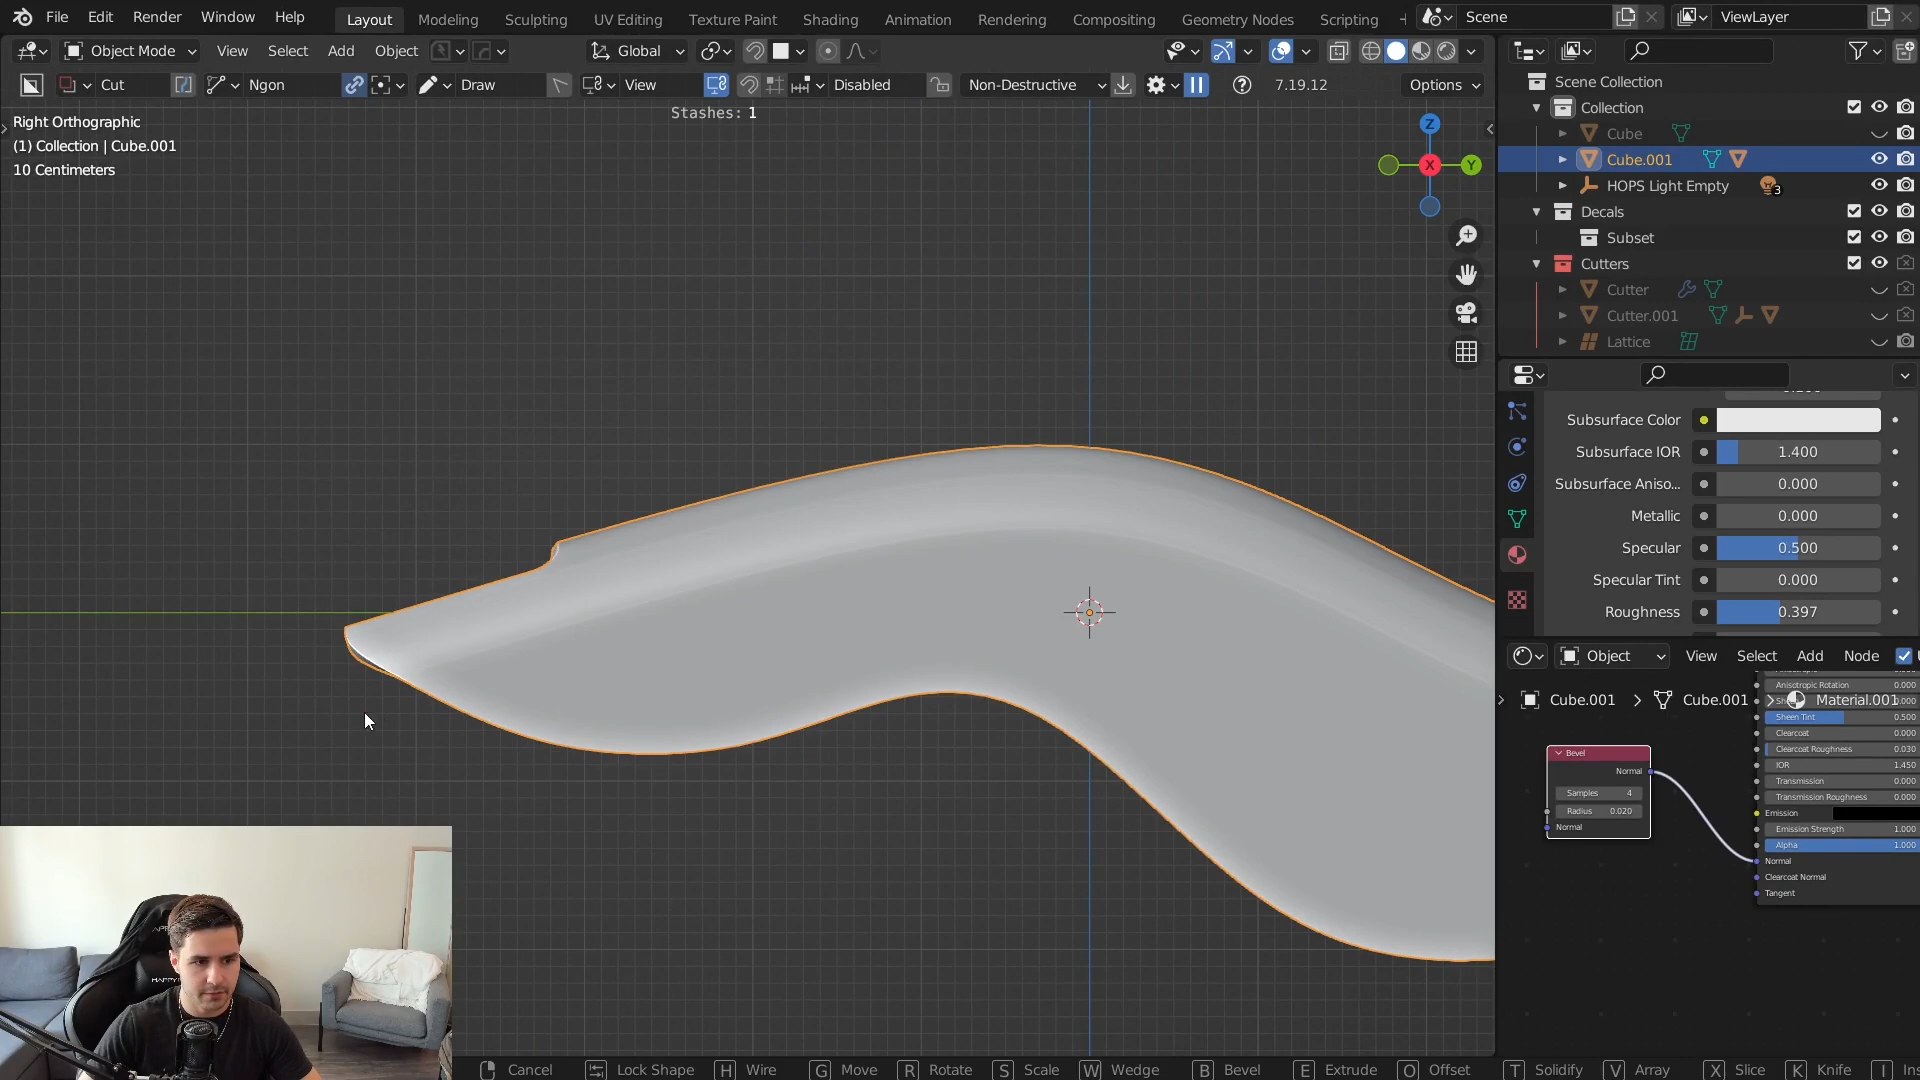 File Edit Render Window Help Layout Modeling Sculpting UV Editing Texture Paint Shading Animation Rendering Compositing Geometry Nodes Scripting + Scene ViewLayer
Object Mode View Select Add Object Global
Cut Ngon Draw View Disabled Non-Destructive 7.19.12 Options
Stashes: 1
Right Orthographic
(1) Collection | Cube.001
10 Centimeters
Z
X
Y
Scene Collection
Collection
Cube
Cube.001
HOPS Light Empty 3
Decals
Subset
Cutters
Cutter
Cutter.001
Lattice
Subsurface Color
Subsurface IOR 1.400
Subsurface Aniso... 0.000
Metallic 0.000
Specular 0.500
Specular Tint 0.000
Roughness 0.397
Object View Select Add Node
Cube.001 > Cube.001 > Material.001
Anisotropic Rotation 0.000
0.000
Sheen Tint 0.500
Clearcoat 0.000
Clearcoat Roughness 0.030
IOR 1.450
Transmission 0.000
Transmission Roughness 0.000
Emission
Emission Strength 1.000
Alpha 1.000
Normal
Clearcoat Normal
Tangent
Bevel
Normal
Samples 4
Radius 0.020
Normal
Cancel Lock Shape H Wire G Move R Rotate S Scale W Wedge B Bevel E Extrude O Offset T Solidify V Array X Slice K Knife I